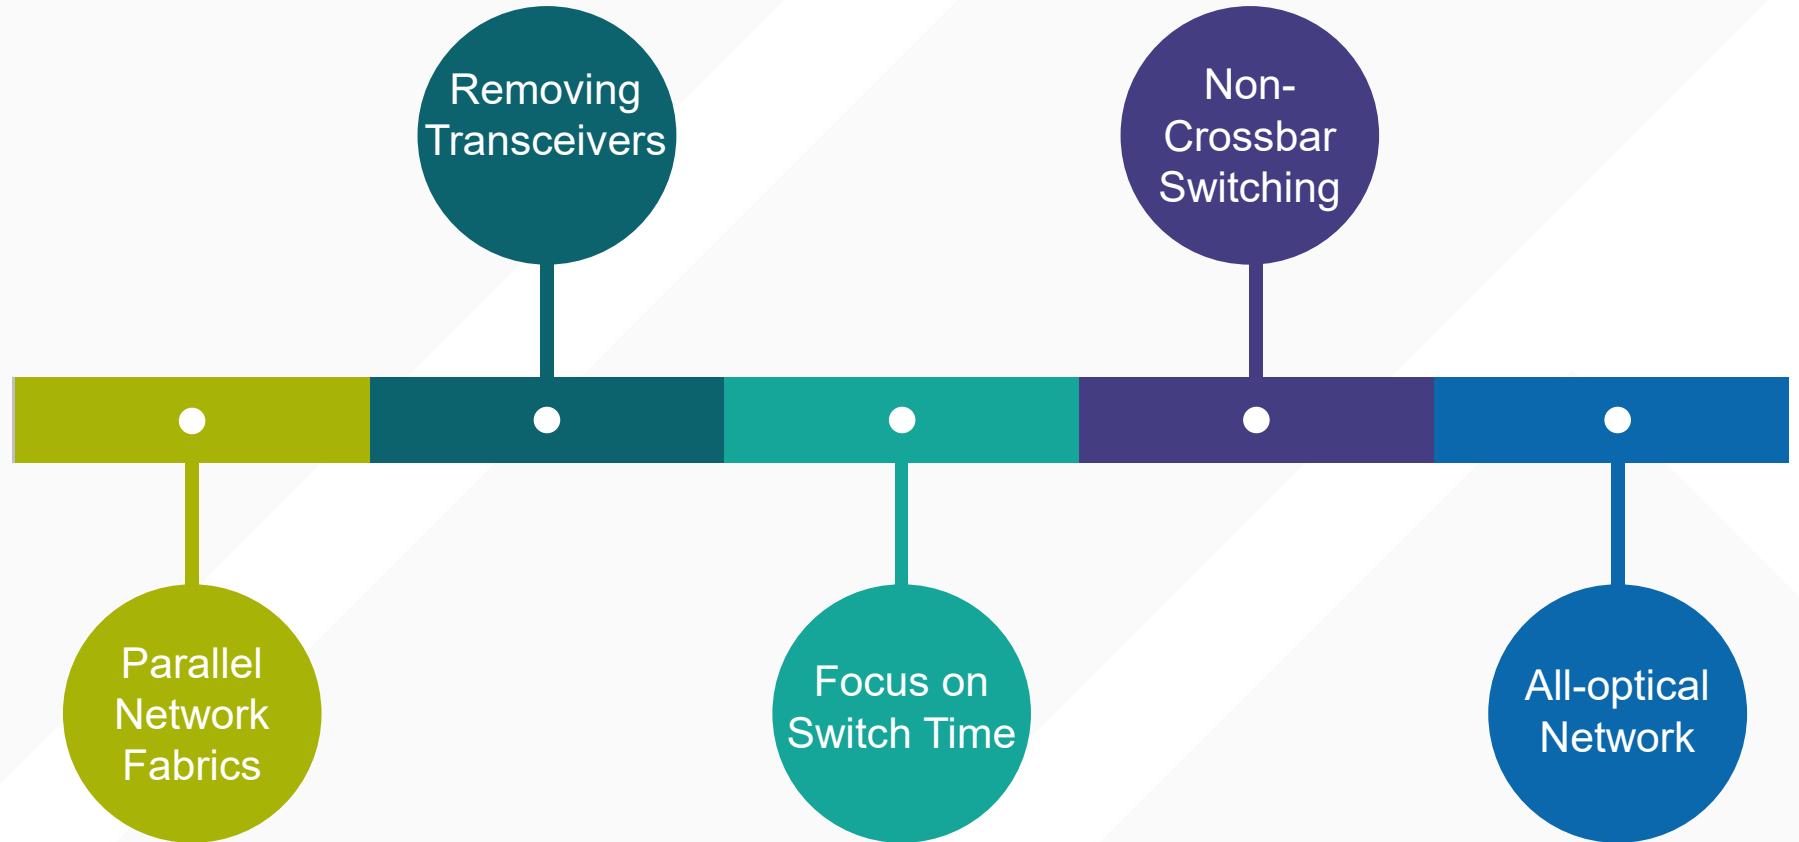 Parallel
Network
Fabrics
Removing
Transceivers
Focus on
Switch Time
Non-
Crossbar
Switching
All-optical
Network